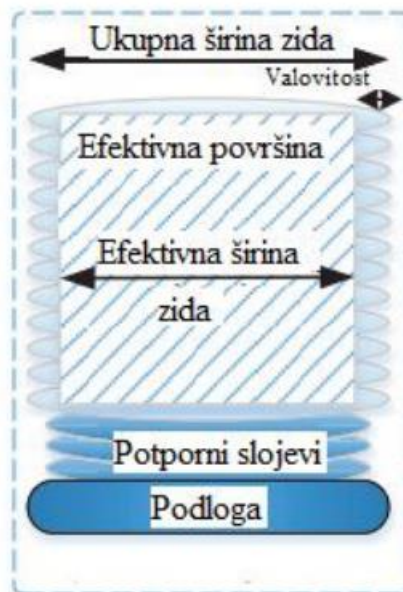 Ukupna širina zida
Valovitost
Efektivna površina
Efektivna širina
zida
Potporni slojevi
Podloga